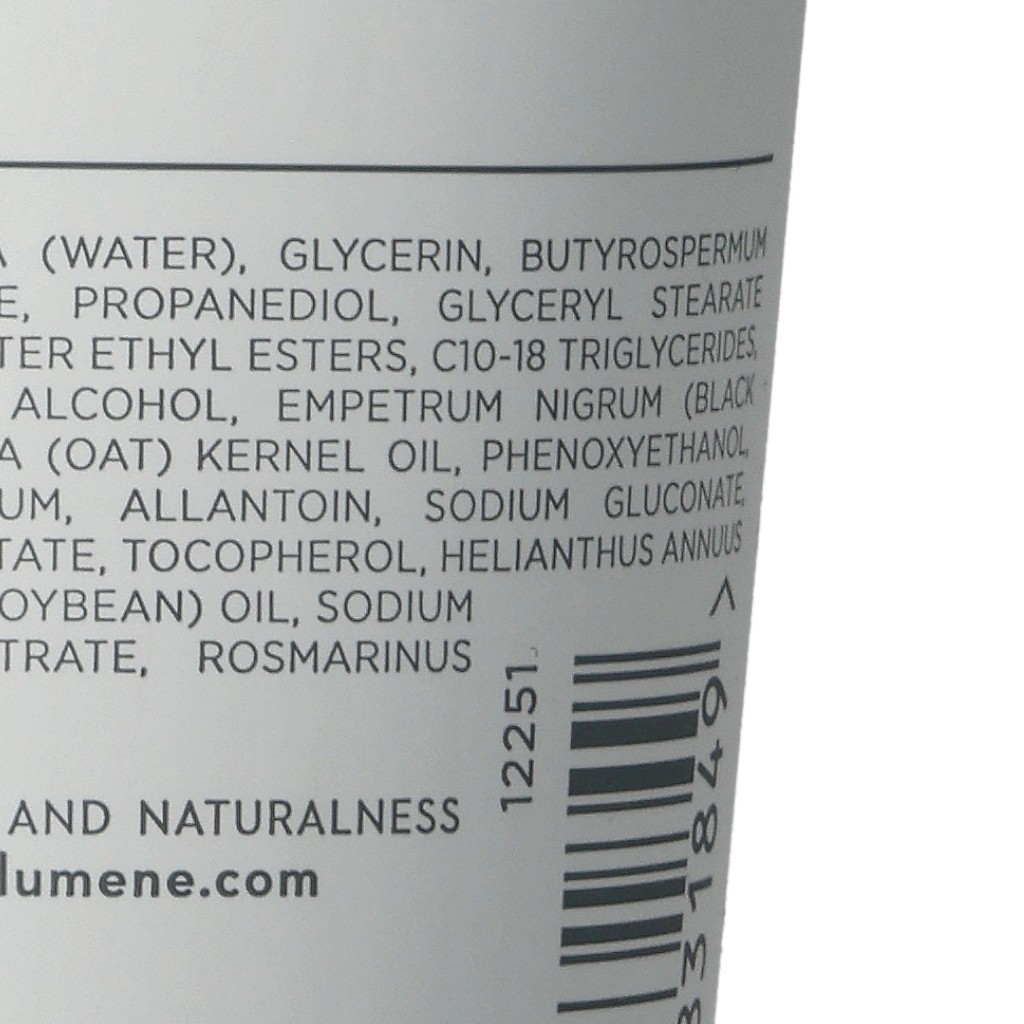 A (WATER), GLYCERIN, BUTYROSPERMUM
E, PROPANEDIOL, GLYCERYL STEARATE
TER ETHYL ESTERS, C10-18 TRIGLYCERIDES,
ALCOHOL, EMPETRUM NIGRUM (BLACK
A (OAT) KERNEL OIL, PHENOXYETHANOL,
UM, ALLANTOIN, SODIUM GLUCONATE,
TATE, TOCOPHEROL, HELIANTHUS ANNUUS
OYBEAN) OIL, SODIUM
TRATE, ROSMARINUS
AND NATURALNESS
lumene.com
12251
331849 >